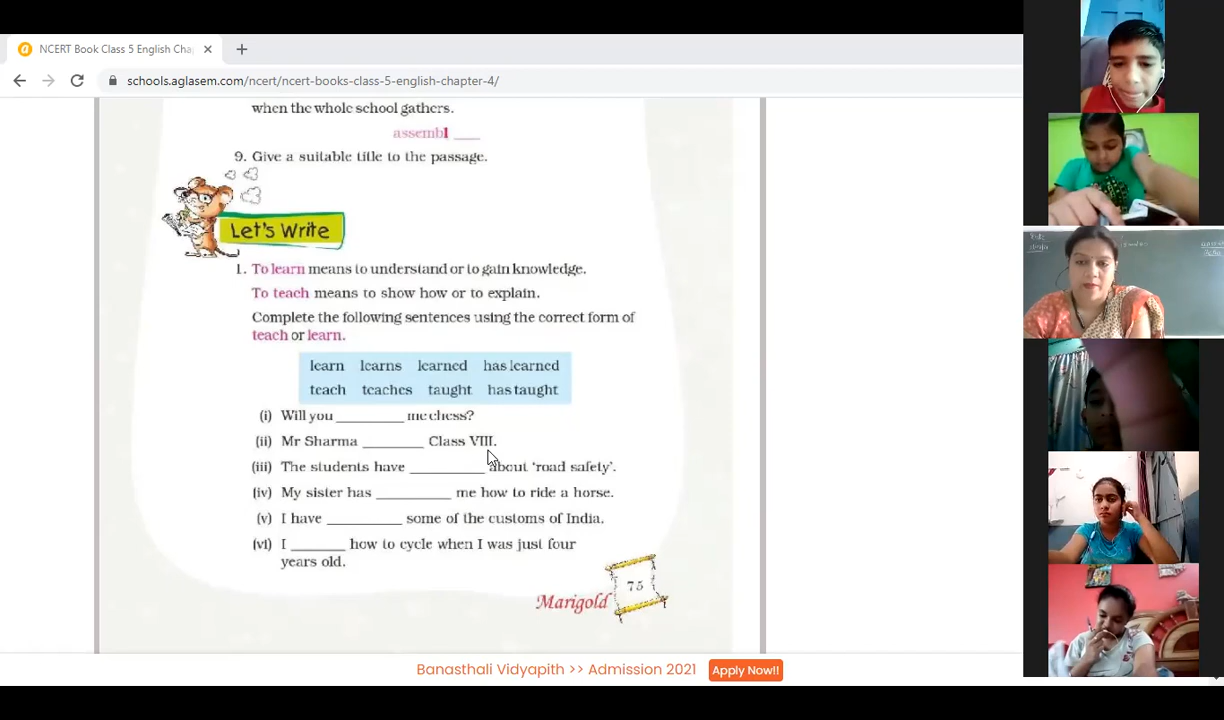 NCERT Book Class 5 English Cha
schools.aglasem.com/ncert/ncert-books-class-5-english-chapter-4/
when the whole school gathers.
assembl ___
9. Give a suitable title to the passage.
Let's Write
1. To learn means to understand or to gain knowledge.
To teach means to show how or to explain.
Complete the following sentences using the correct form of
teach or learn.
learn learns learned has learned
teach teaches taught has taught
(i) Will you ________ me chess?
(ii) Mr Sharma ________ Class VIII.
(iii) The students have _________ about 'road safety'.
(iv) My sister has _________ me how to ride a horse.
(v) I have _________ some of the customs of India.
(vi) I _______ how to cycle when I was just four
years old.
75
Marigold
Banasthali Vidyapith >> Admission 2021
Apply Now!!